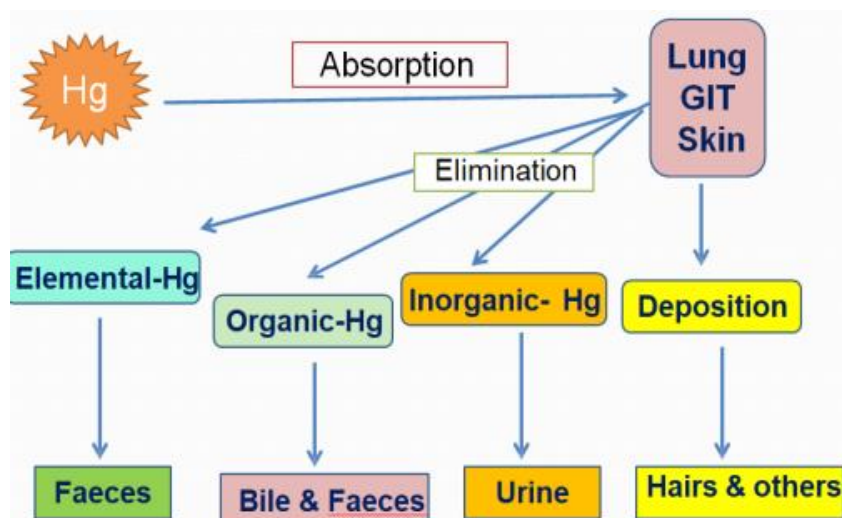 Hg
Absorption
Lung
GIT
Skin
Elimination
Elemental-Hg
Organic-Hg
Inorganic- Hg
Deposition
Faeces
Bile & Faeces
Urine
Hairs & others